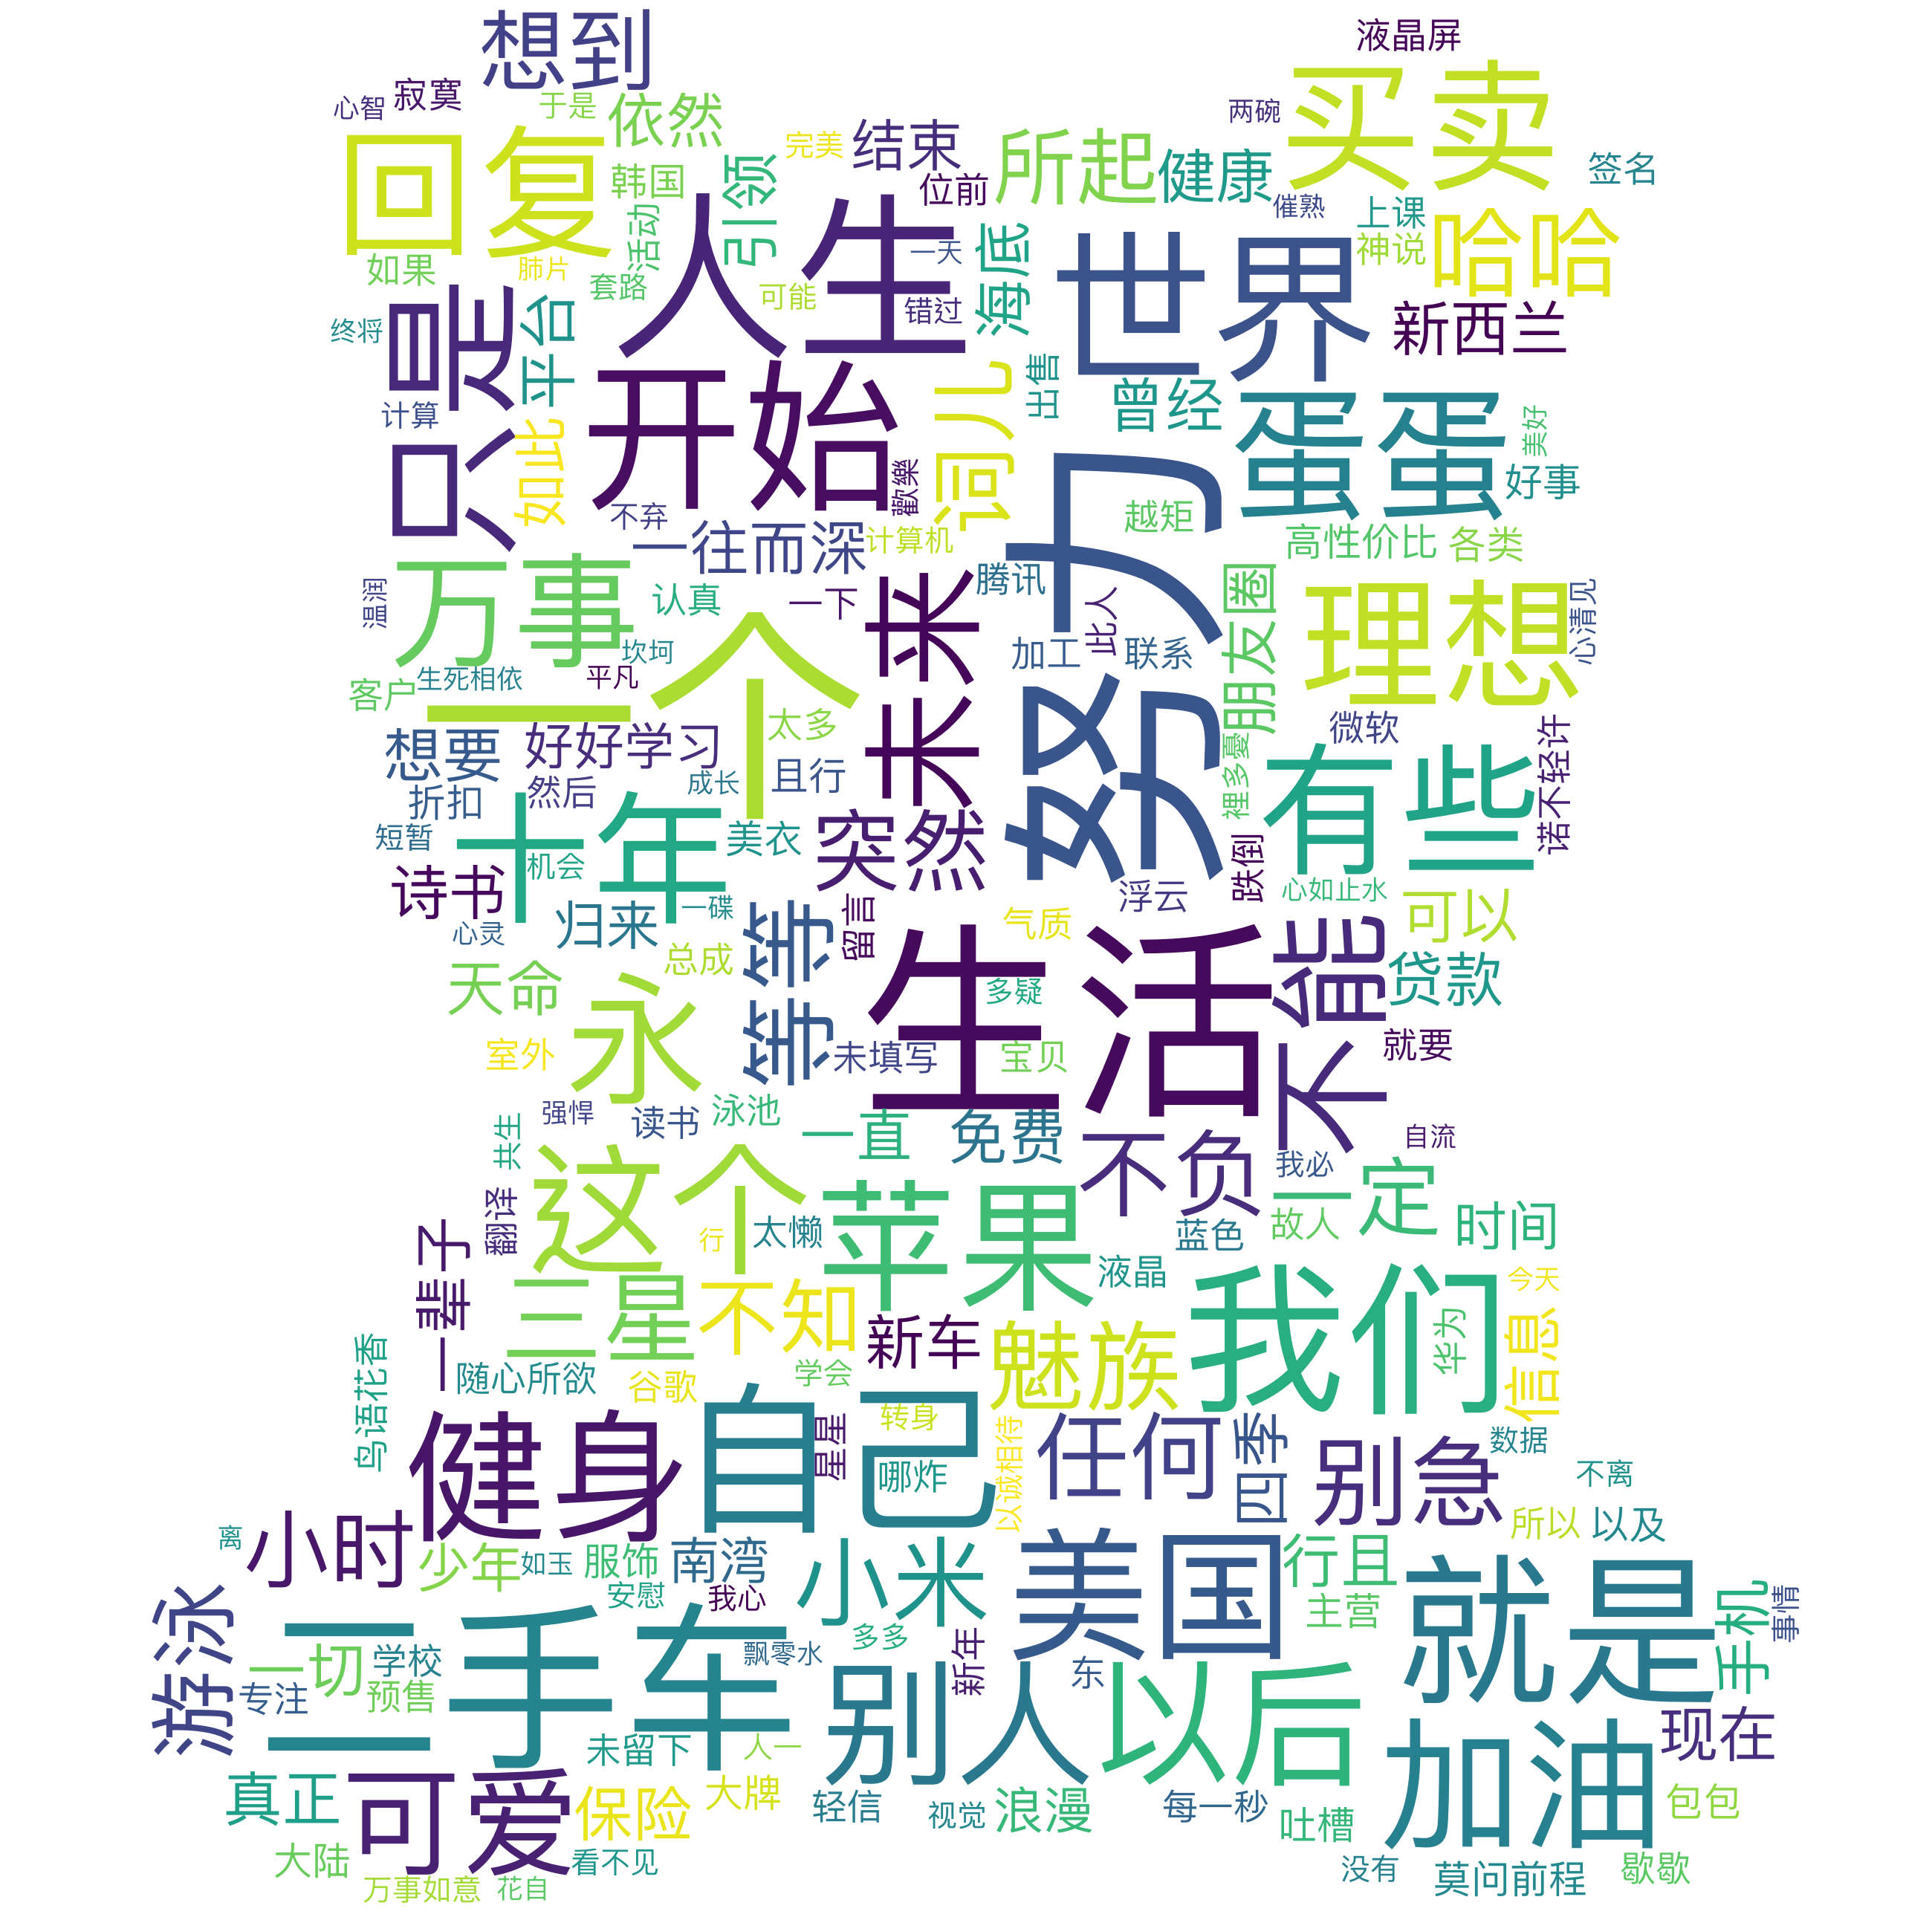 想到
液晶屏
买卖
心智
寂寞
于是
依然
两碗
回复
完美
结束
所起
健康
签名
韩国
引领
位前
催熟
上课
哈哈
人生
世界
神说
活动
一天
海底
如果
肺片
套路
可能
错过
新西兰
只是
终将
平台
开始
词儿
出售
曾经
蛋蛋
美好
计算
如此
歡樂
好事
不弃
一往而深
计算机
越矩
高性价比
各类
努力
万事
温润
认真
一下
未来
腾讯
此人
朋友圈
理想
心清见
一个
坎坷
加工
联系
客户
生死相依
平凡
太多
微软
想要
好好学习
裡多憂
有些
诺不轻许
折扣
然后
成长
且行
十年
短暂
美衣
突然
跌倒
机会
诗书
浮云
心如止水
可以
归来
一碟
留言
气质
心灵
等等
不能
总成
生活
贷款
天命
永
多疑
室外
未填写
宝贝
就要
强悍
读书
泳池
一直
免费
共生
不负
自流
我必
这个
苹果
一定
翻译
行
太懒
蓝色
故人
时间
一辈子
液晶
三星
不知
我们
今天
新车
魅族
华为
信息
鸟语花香
随心所欲
谷歌
学会
健身
自己
转身
星星
以诚相待
任何
四季
别急
数据
哪炸
不离
小时
离
少年
如玉
服饰
南湾
小米
美国
行且
所以
以及
就是
安慰
我心
主营
手机
事情
游泳
二手车
一切
学校
飘零水
多多
新年
东
专注
预售
别人
以后
现在
未留下
人一
加油
真正
可爱
保险
大牌
轻信
视觉
浪漫
每一秒
吐槽
包包
大陆
看不见
没有
莫问前程
歇歇
万事如意
花自